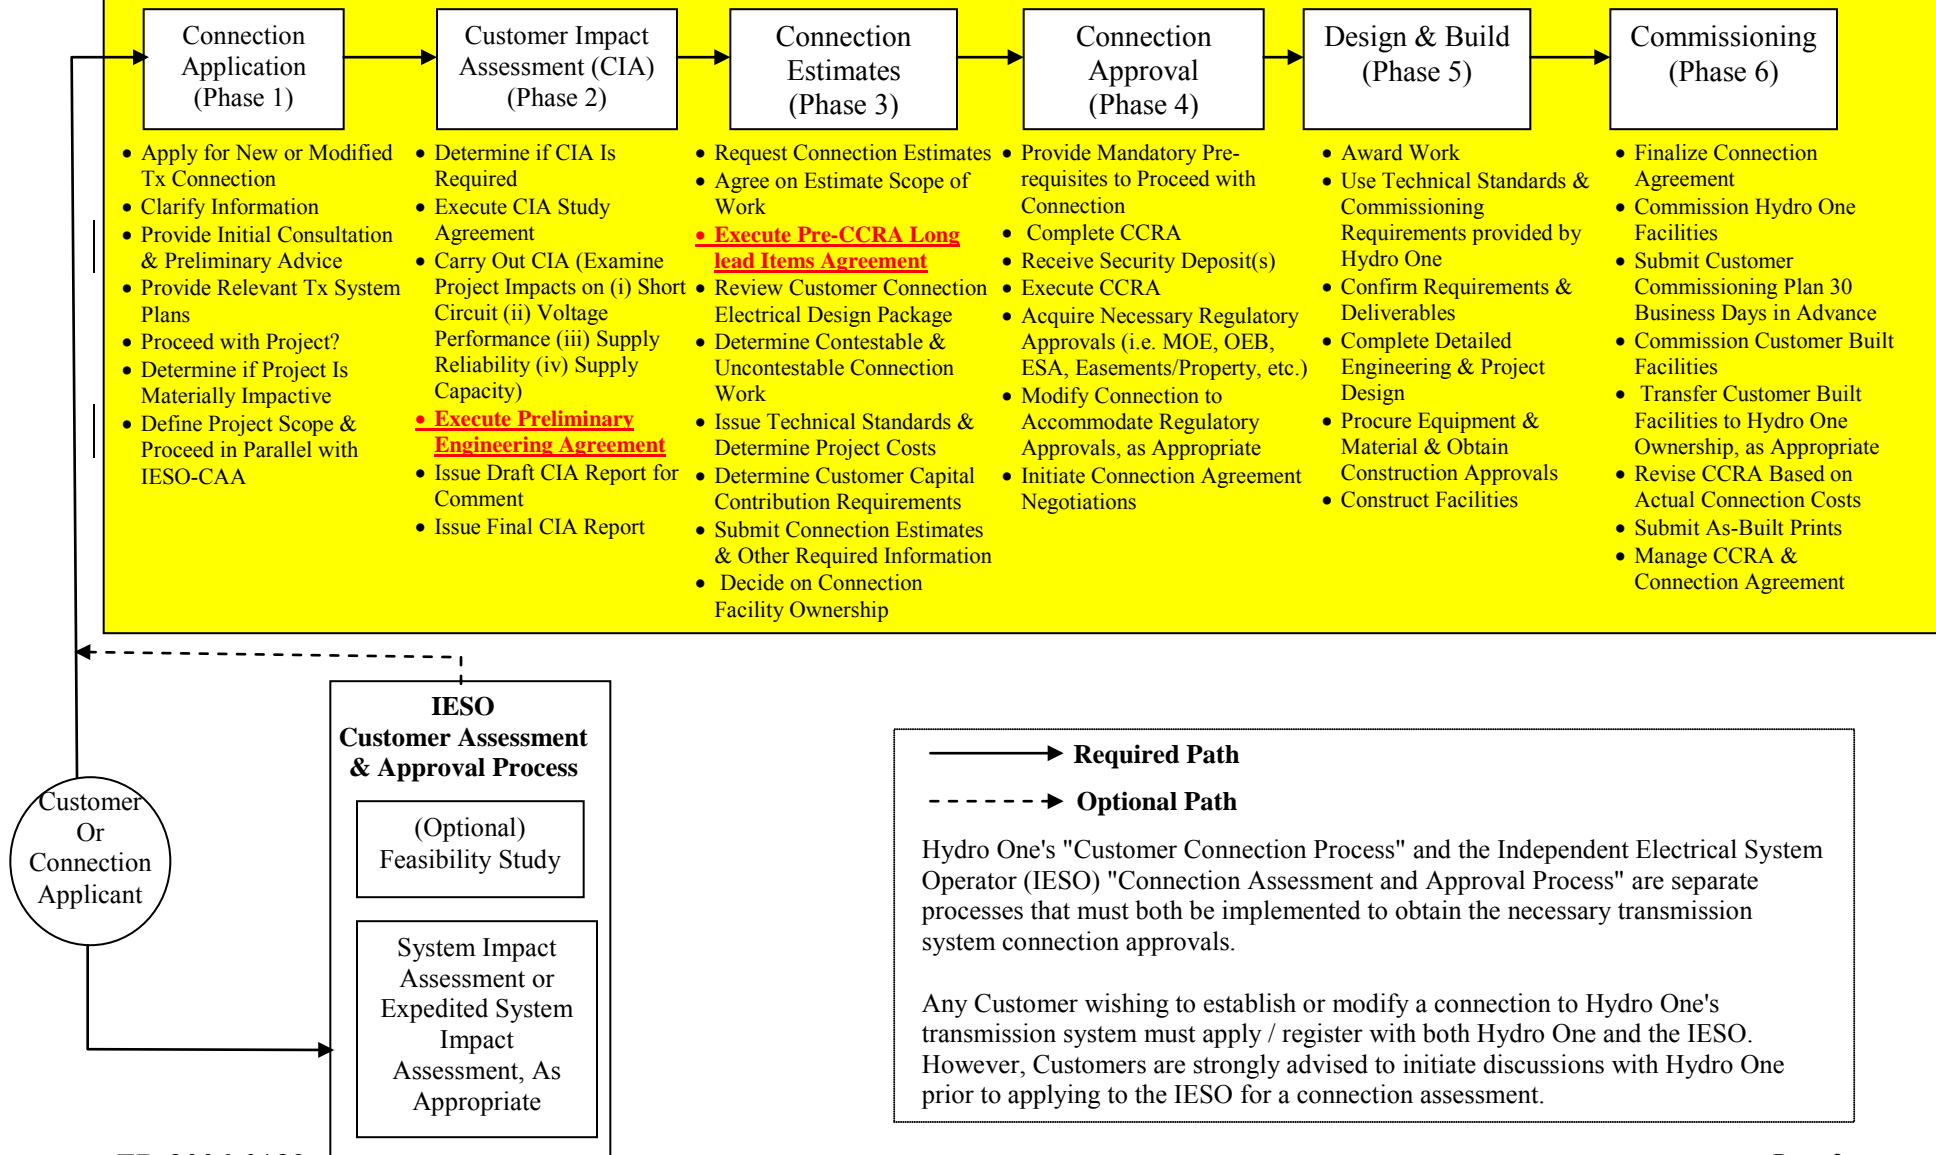 Connection
Application
(Phase 1)
Customer Impact
Assessment (CIA)
(Phase 2)
Connection
Estimates
(Phase 3)
Connection
Approval
(Phase 4)
Design & Build
(Phase 5)
Commissioning
(Phase 6)
• Apply for New or Modified
Tx Connection
• Clarify Information
• Provide Initial Consultation
& Preliminary Advice
• Provide Relevant Tx System
Plans
• Proceed with Project?
• Determine if Project Is
Materially Impactive
• Define Project Scope &
Proceed in Parallel with
IESO-CAA
• Determine if CIA Is
Required
• Execute CIA Study
Agreement
• Carry Out CIA (Examine
Project Impacts on (i) Short
Circuit (ii) Voltage
Performance (iii) Supply
Reliability (iv) Supply
Capacity)
• Execute Preliminary
Engineering Agreement
• Issue Draft CIA Report for
Comment
• Issue Final CIA Report
• Request Connection Estimates
• Agree on Estimate Scope of
Work
• Execute Pre-CCRA Long
lead Items Agreement
• Review Customer Connection
Electrical Design Package
• Determine Contestable &
Uncontestable Connection
Work
• Issue Technical Standards &
Determine Project Costs
• Determine Customer Capital
Contribution Requirements
• Submit Connection Estimates
& Other Required Information
• Decide on Connection
Facility Ownership
• Provide Mandatory Pre-
requisites to Proceed with
Connection
• Complete CCRA
• Receive Security Deposit(s)
• Execute CCRA
• Acquire Necessary Regulatory
Approvals (i.e. MOE, OEB,
ESA, Easements/Property, etc.)
• Modify Connection to
Accommodate Regulatory
Approvals, as Appropriate
• Initiate Connection Agreement
Negotiations
• Award Work
• Use Technical Standards &
Commissioning
Requirements provided by
Hydro One
• Confirm Requirements &
Deliverables
• Complete Detailed
Engineering & Project
Design
• Procure Equipment &
Material & Obtain
Construction Approvals
• Construct Facilities
• Finalize Connection
Agreement
• Commission Hydro One
Facilities
• Submit Customer
Commissioning Plan 30
Business Days in Advance
• Commission Customer Built
Facilities
• Transfer Customer Built
Facilities to Hydro One
Ownership, as Appropriate
• Revise CCRA Based on
Actual Connection Costs
• Submit As-Built Prints
• Manage CCRA &
Connection Agreement
Customer
Or
Connection
Applicant
IESO
Customer Assessment
& Approval Process
(Optional)
Feasibility Study
System Impact
Assessment or
Expedited System
Impact
Assessment, As
Appropriate
Required Path
Optional Path
Hydro One's "Customer Connection Process" and the Independent Electrical System
Operator (IESO) "Connection Assessment and Approval Process" are separate
processes that must both be implemented to obtain the necessary transmission
system connection approvals.
Any Customer wishing to establish or modify a connection to Hydro One's
transmission system must apply / register with both Hydro One and the IESO.
However, Customers are strongly advised to initiate discussions with Hydro One
prior to applying to the IESO for a connection assessment.